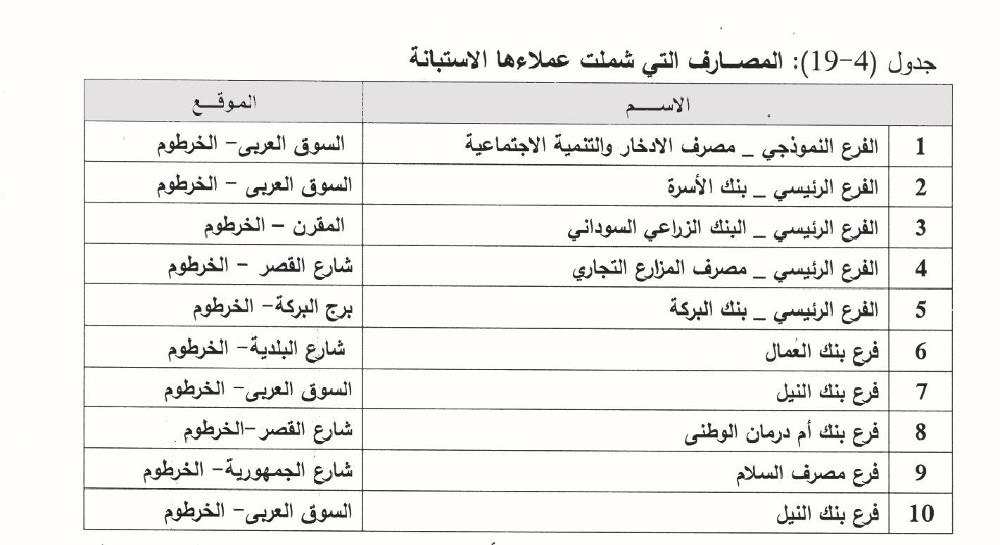 جدول (4-19): المصارف التي شملت عملاءها الاستبانة
الاسم الموقع
1 الفرع النموذجي _ مصرف الادخار والتنمية الاجتماعية السوق العربى- الخرطوم
2 الفرع الرئيسي _ بنك الأسرة السوق العربى - الخرطوم
3 الفرع الرئيسي _ البنك الزراعي السوداني المقرن – الخرطوم
4 الفرع الرئيسي _ مصرف المزارع التجاري شارع القصر - الخرطوم
5 الفرع الرئيسي _ بنك البركة برج البركة- الخرطوم
6 فرع بنك العمال شارع البلدية- الخرطوم
7 فرع بنك النيل السوق العربى- الخرطوم
8 فرع بنك أم درمان الوطنى شارع القصر -الخرطوم
9 فرع مصرف السلام شارع الجمهورية- الخرطوم
10 فرع بنك النيل السوق العربى- الخرطوم